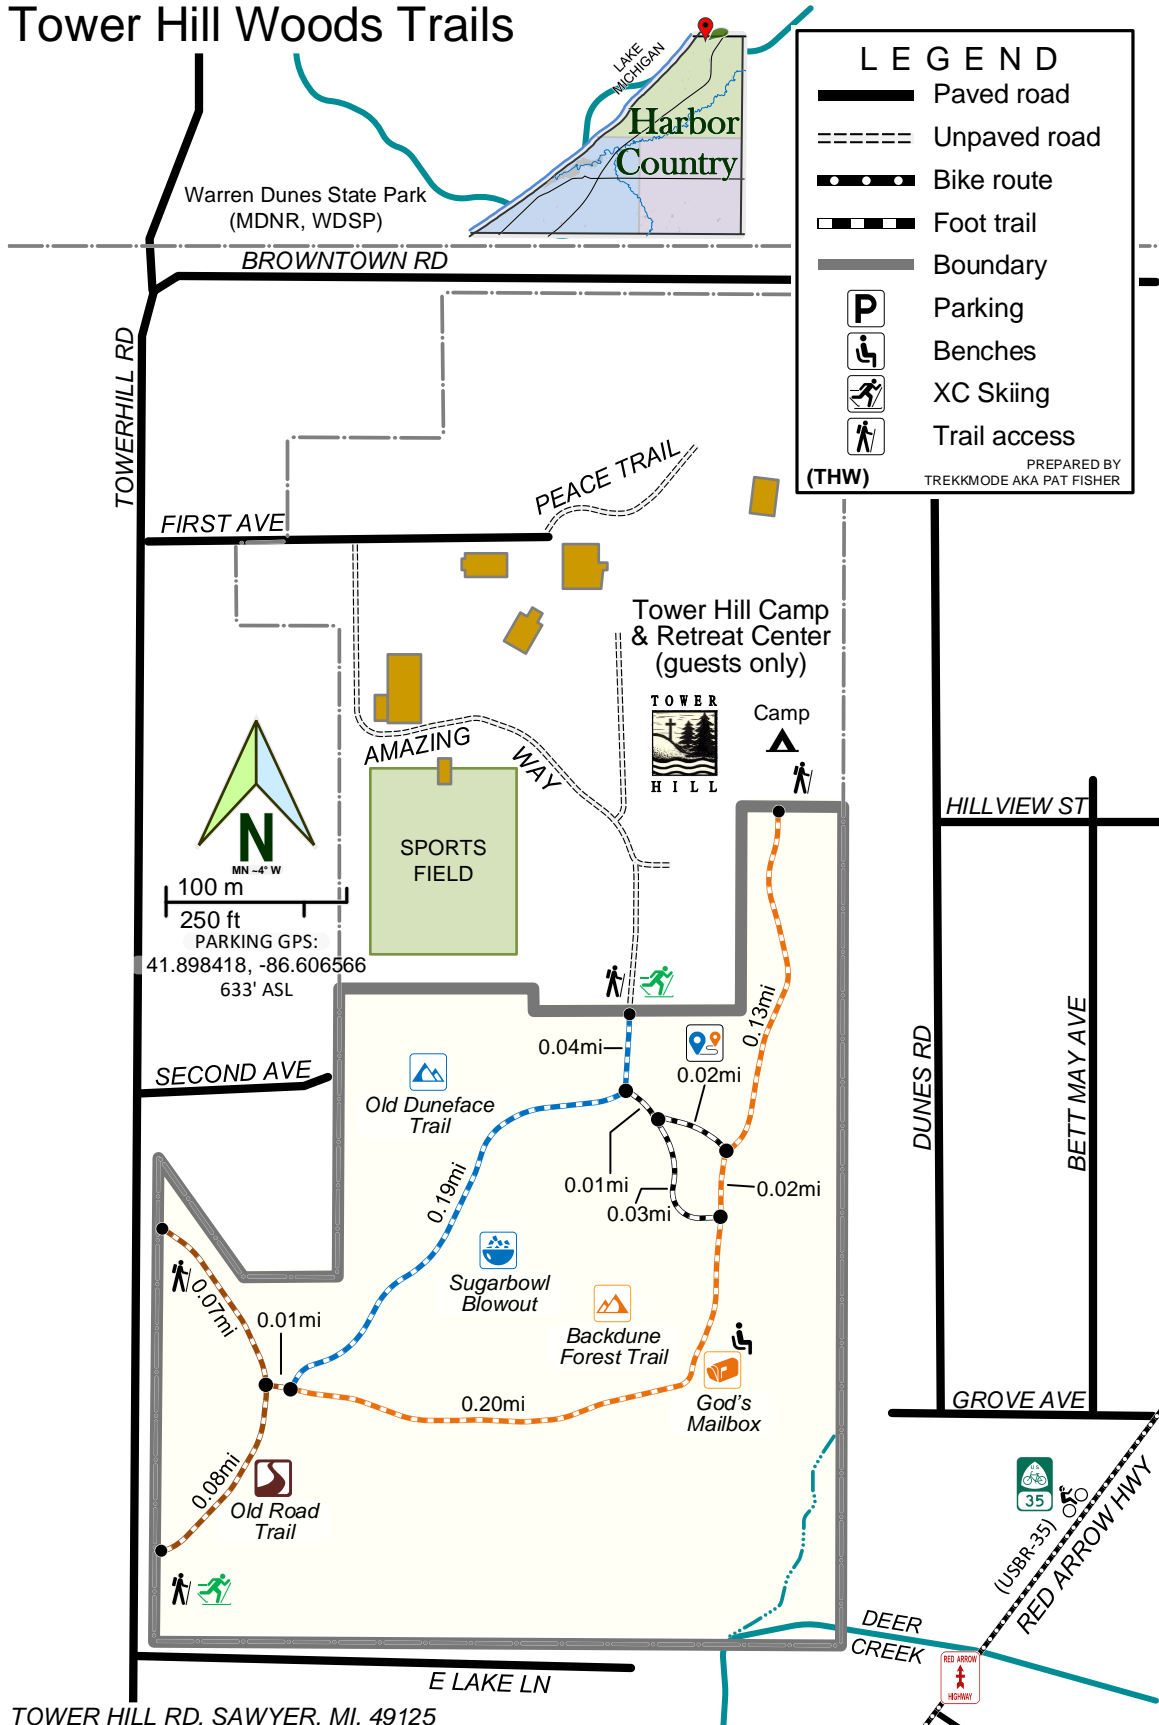 Tower Hill Woods Trails
LAKE
MICHIGAN
Harbor
Country
Warren Dunes State Park
(MDNR, WDSP)
LEGEND
Paved road
Unpaved road
Bike route
Foot trail
Boundary
P
Parking
Benches
XC Skiing
Trail access
(THW)
PREPARED BY
TREKKMODE AKA PAT FISHER
BROWNTOWN RD
TOWERHILL RD
FIRST AVE
PEACE TRAIL
Tower Hill Camp
& Retreat Center
(guests only)
TOWER
HILL
Camp
AMAZING
WAY
SPORTS
FIELD
N
MN ~4° W
100 m
250 ft
PARKING GPS:
41.898418, -86.606566
633' ASL
HILLVIEW ST
DUNES RD
BETT MAY AVE
SECOND AVE
0.13mi
0.04mi
0.02mi
Old Duneface
Trail
0.01mi
0.03mi
0.02mi
0.19mi
Sugarbowl
Blowout
0.07mi
0.01mi
Backdune
Forest Trail
God's
Mailbox
0.20mi
0.08mi
Old Road
Trail
GROVE AVE
US
35
(USBR-35)
RED ARROW HWY
DEER
CREEK
RED ARROW
HIGHWAY
E LAKE LN
TOWER HILL RD, SAWYER, MI, 49125